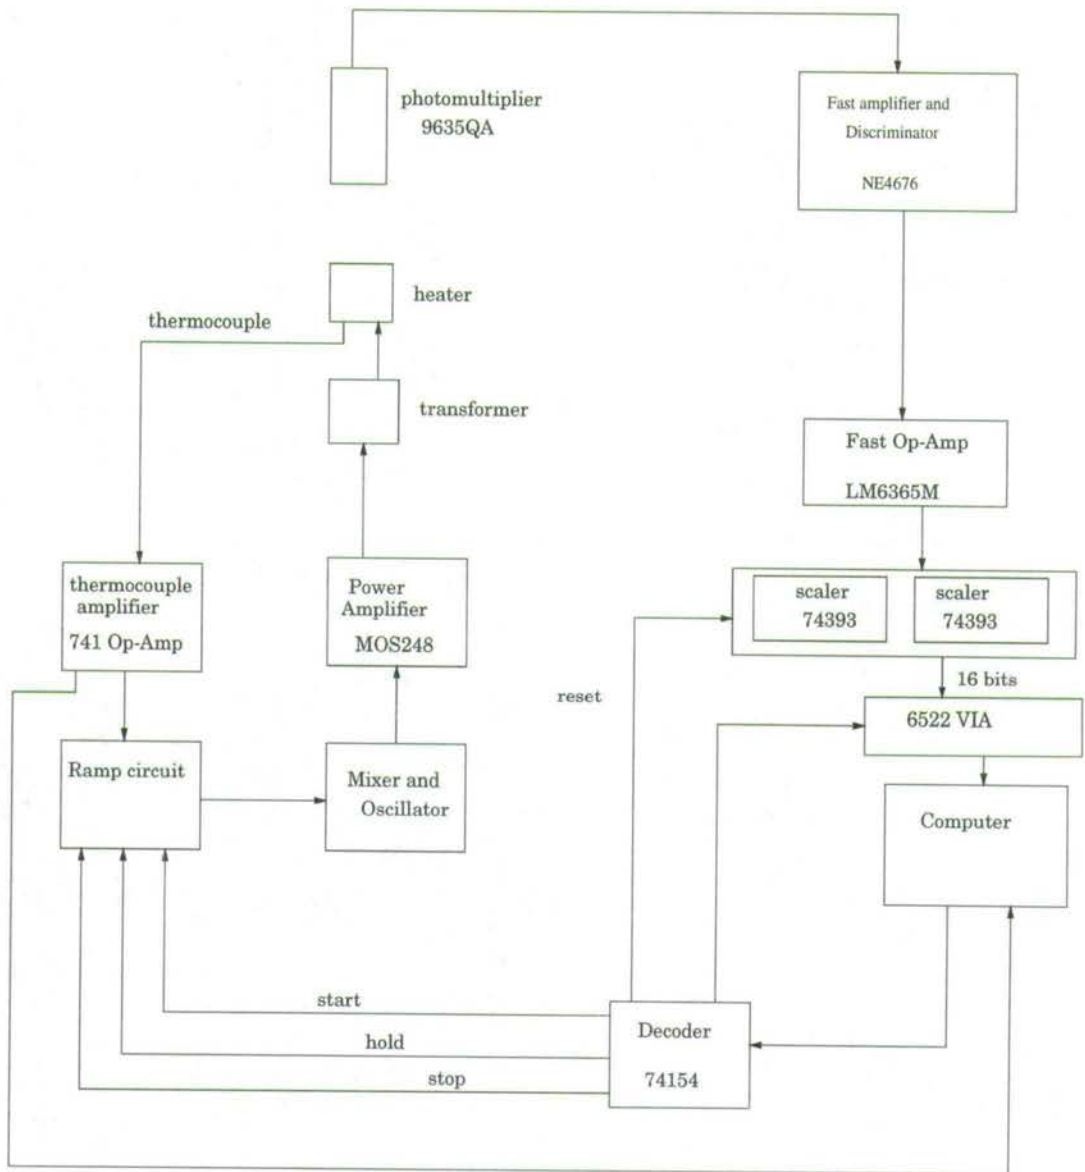 photomultiplier
9635QA
Fast amplifier and
Discriminator
NE4676
heater
thermocouple
transformer
Fast Op-Amp
LM6365M
thermocouple
amplifier
741 Op-Amp
Power
Amplifier
MOS248
scaler
74393
scaler
74393
reset
16 bits
6522 VIA
Ramp circuit
Mixer and
Oscillator
Computer
start
hold
stop
Decoder
74154